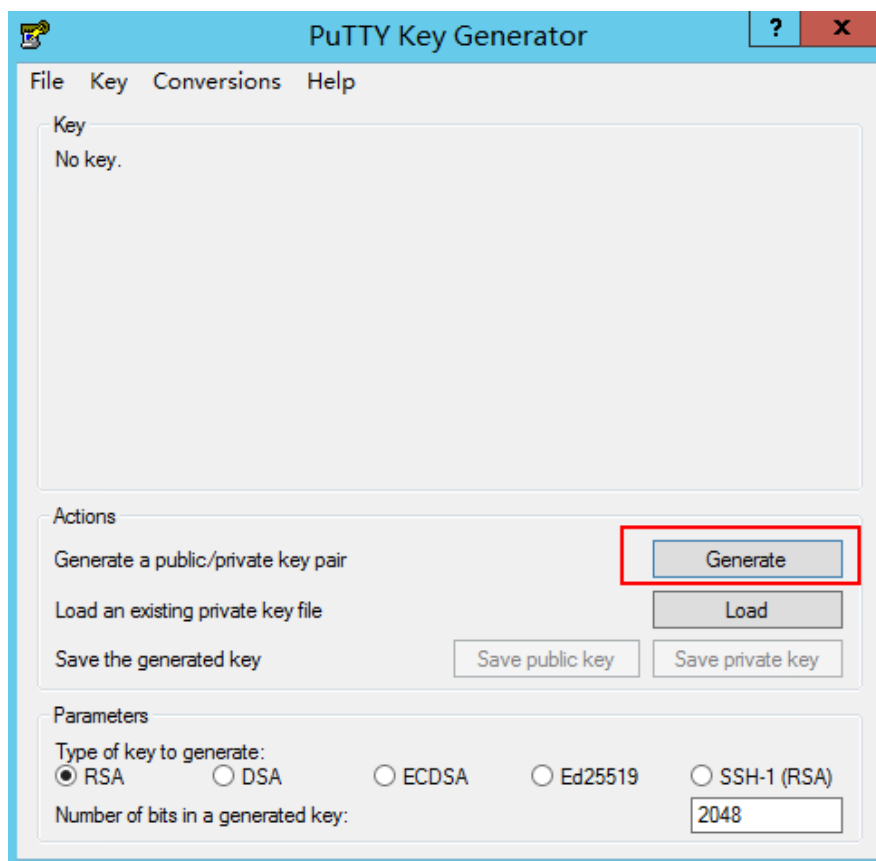 PuTTY Key Generator
? x
File Key Conversions Help
Key
No key.
Actions
Generate a public/private key pair Generate
Load an existing private key file Load
Save the generated key Save public key Save private key
Parameters
Type of key to generate:
RSA DSA ECDSA Ed25519 SSH-1 (RSA)
Number of bits in a generated key: 2048